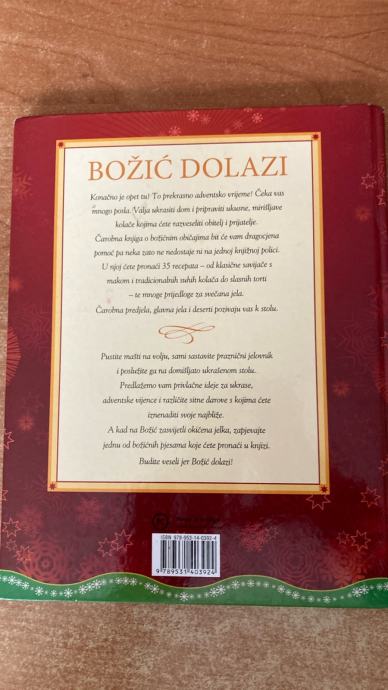 BOŽIĆ DOLAZI
Konačno je opet tu! To prekrasno adventsko vrijeme! Čeka vas
mnogo posla. Valja ukrasiti dom i pripraviti ukusne, mirišljave
kolače kojima ćete razveseliti obitelj i prijatelje.
Čarobna knjiga o božićnim običajima bit će vam dragocjena
pomoć pa neka zato ne nedostaje ni na jednoj knjižnoj polici.
U njoj ćete pronaći 35 recepata – od klasične savijače s
makom i tradicionalnih suhih kolača do slasnih torti
– te mnoge prijedloge za svečana jela.
Čarobna predjela, glavna jela i deserti pozivaju vas k stolu.
Pustite mašti na volju, sami sastavite praznični jelovnik
i poslužite ga na domišljato ukrašenom stolu.
Predlažemo vam privlačne ideje za ukrase,
adventske vijence i različite sitne darove s kojima ćete
iznenaditi svoje najbliže.
A kad na Božić zasvijetli okićena jelka, zapjevajte
jednu od božićnih pjesama koje ćete pronaći u knjizi.
Budite veseli jer Božić dolazi!
ISBN 978-953-14-0392-4
9 789531 403924